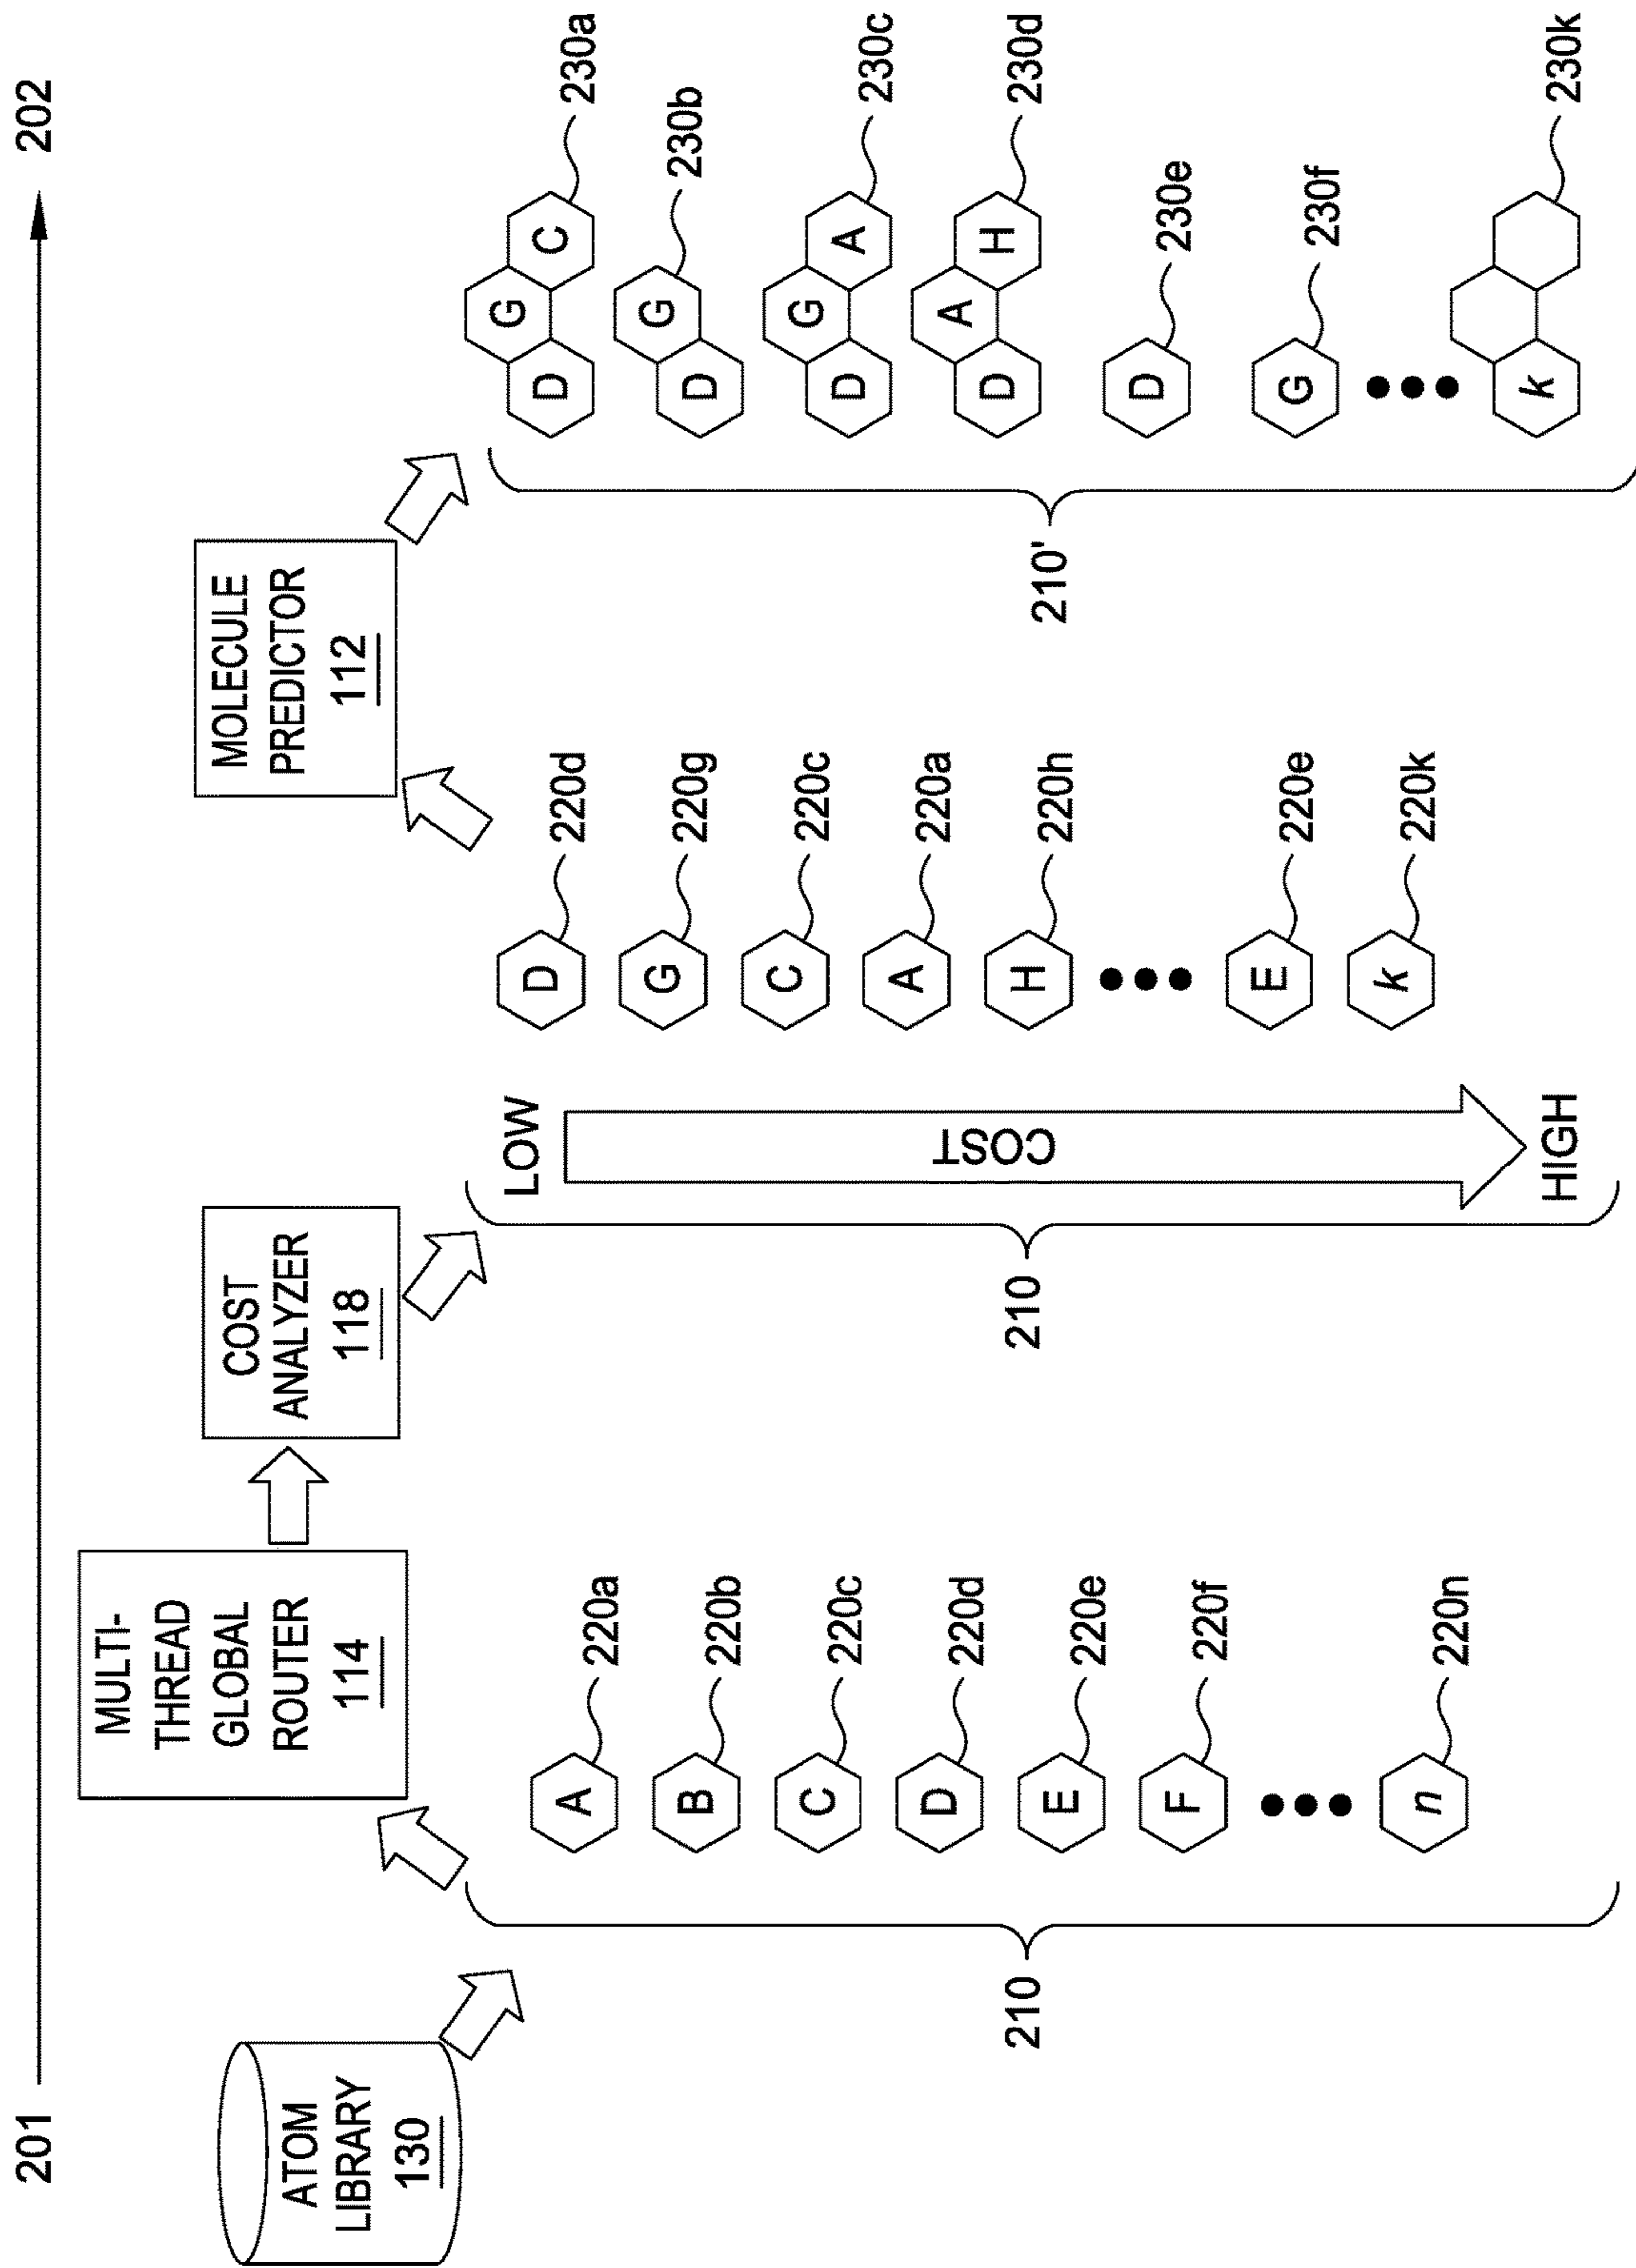 201
202
ATOM
LIBRARY
130
MULTI-
THREAD
GLOBAL
ROUTER
114
COST
ANALYZER
118
MOLECULE
PREDICTOR
112
210
A
220a
B
220b
C
220c
D
220d
E
220e
F
220f
n
220n
210
LOW
COST
HIGH
D
220d
G
220g
C
220c
A
220a
H
220h
E
220e
k
220k
210'
D G C
230a
D G
230b
D G A
230c
D A H
230d
D
230e
G
230f
k
230k